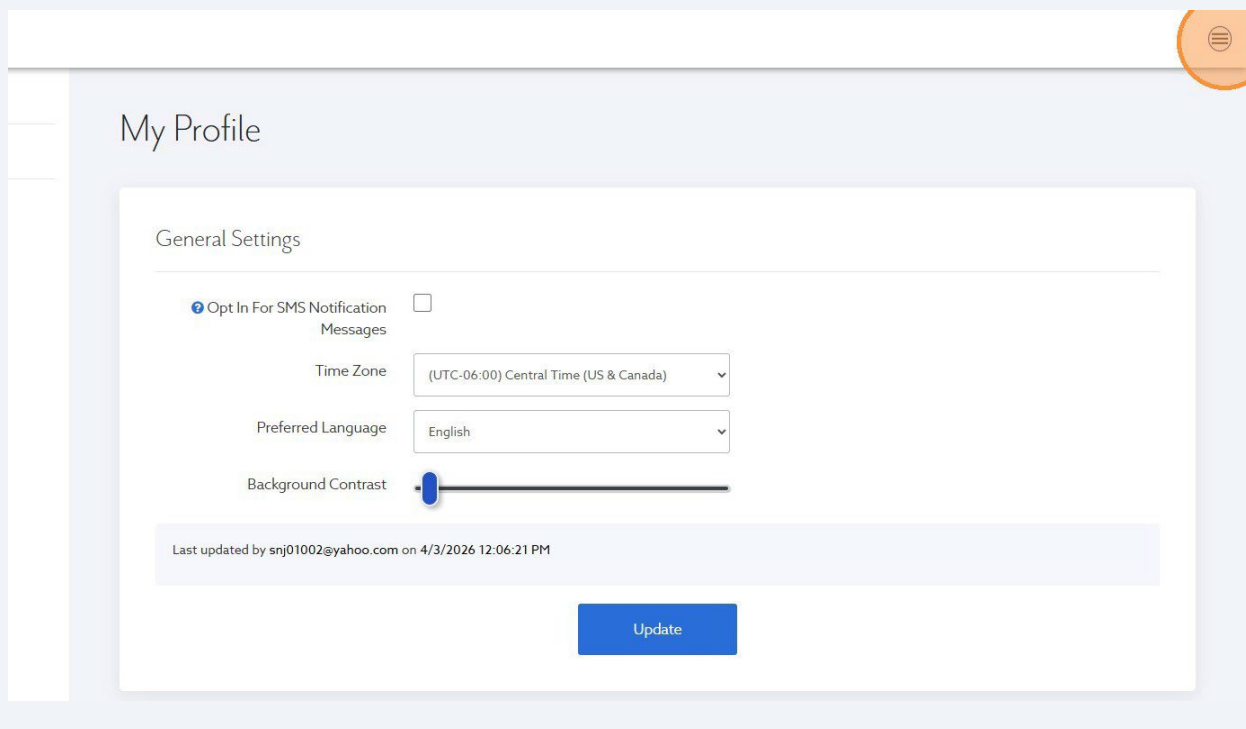 My Profile
General Settings
Opt In For SMS Notification
Messages
Time Zone
(UTC-06:00) Central Time (US & Canada)
Preferred Language
English
Background Contrast
Last updated by snj01002@yahoo.com on 4/3/2026 12:06:21 PM
Update